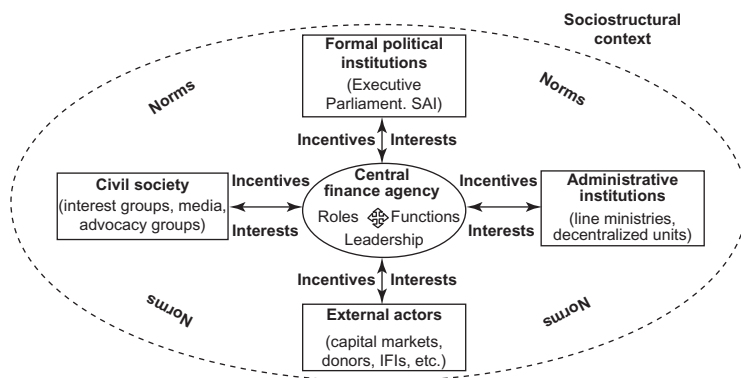 Sociostructural
context
Formal political
institutions
(Executive
Parliament. SAI)
Norms
Norms
Incentives
Interests
Civil society
(interest groups, media,
advocacy groups)
Incentives
Interests
Central
finance agency
Roles
Functions
Leadership
Incentives
Interests
Administrative
institutions
(line ministries,
decentralized units)
Incentives
Interests
Norms
Norms
External actors
(capital markets,
donors, IFIs, etc.)